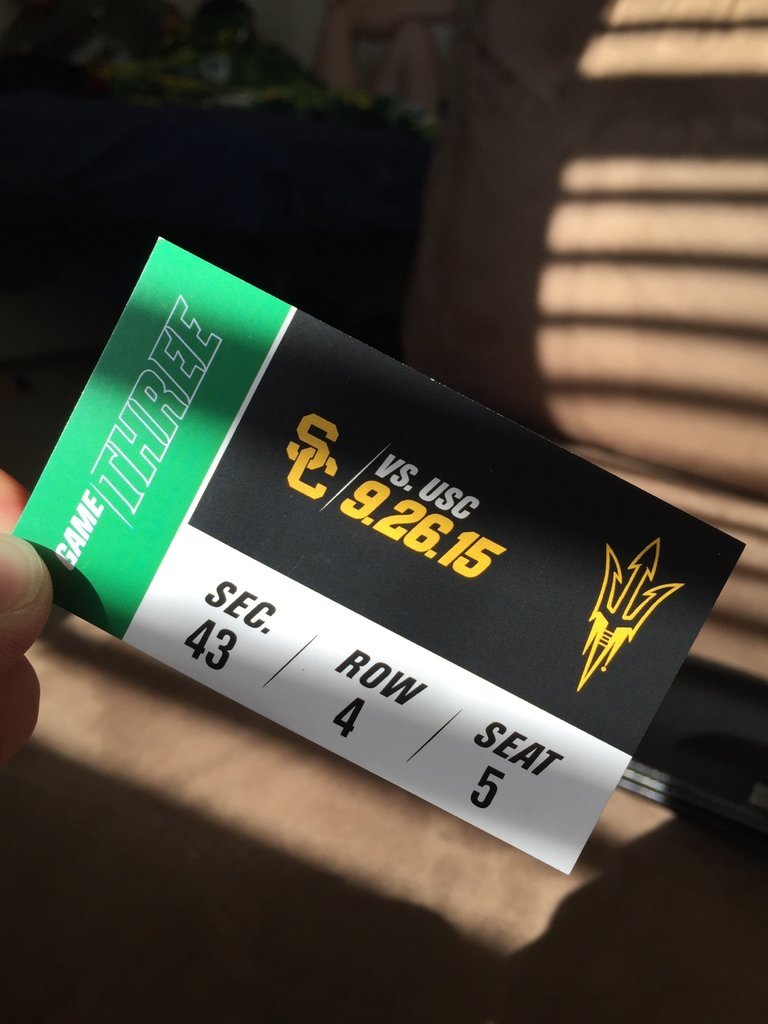 GAME THREE
SC
VS. USC
9.26.15
SEC. 43
ROW 4
SEAT 5